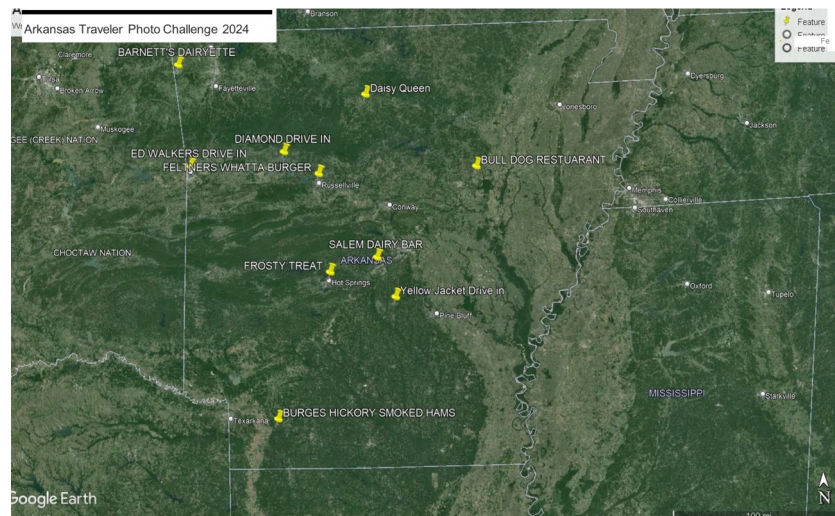 Arkansas Traveler Photo Challenge 2024
Branson
Legend
Feature
Feature
Feature
Claremore
BARNETT'S DAIRYETTE
Tulsa
Broken Arrow
Fayetteville
Daisy Queen
Dyersburg
Jonesboro
Muskogee
Jackson
GEE (CREEK) NATION
DIAMOND DRIVE IN
ED WALKERS DRIVE IN
FELTNERS WHATTA BURGER
BULL DOG RESTUARANT
Russellville
Memphis
Collierville
Southaven
Conway
SALEM DAIRY BAR
CHOCTAW NATION
ARKANSAS
FROSTY TREAT
Hot Springs
Yellow Jacket Drive in
Oxford
Tupelo
Pine Bluff
MISSISSIPPI
Starkville
BURGES HICKORY SMOKED HAMS
Texarkana
Google Earth
N
100 mi